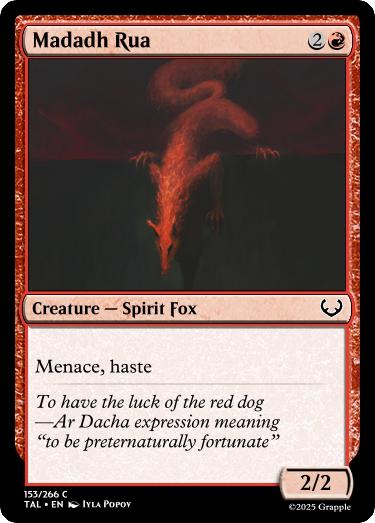 Madadh Rua 2
Creature — Spirit Fox
Menace, haste
To have the luck of the red dog
—Ar Dacha expression meaning
“to be preternaturally fortunate”
2/2
153/266 C
TAL • EN Iyla Popov
©2025 Grapple